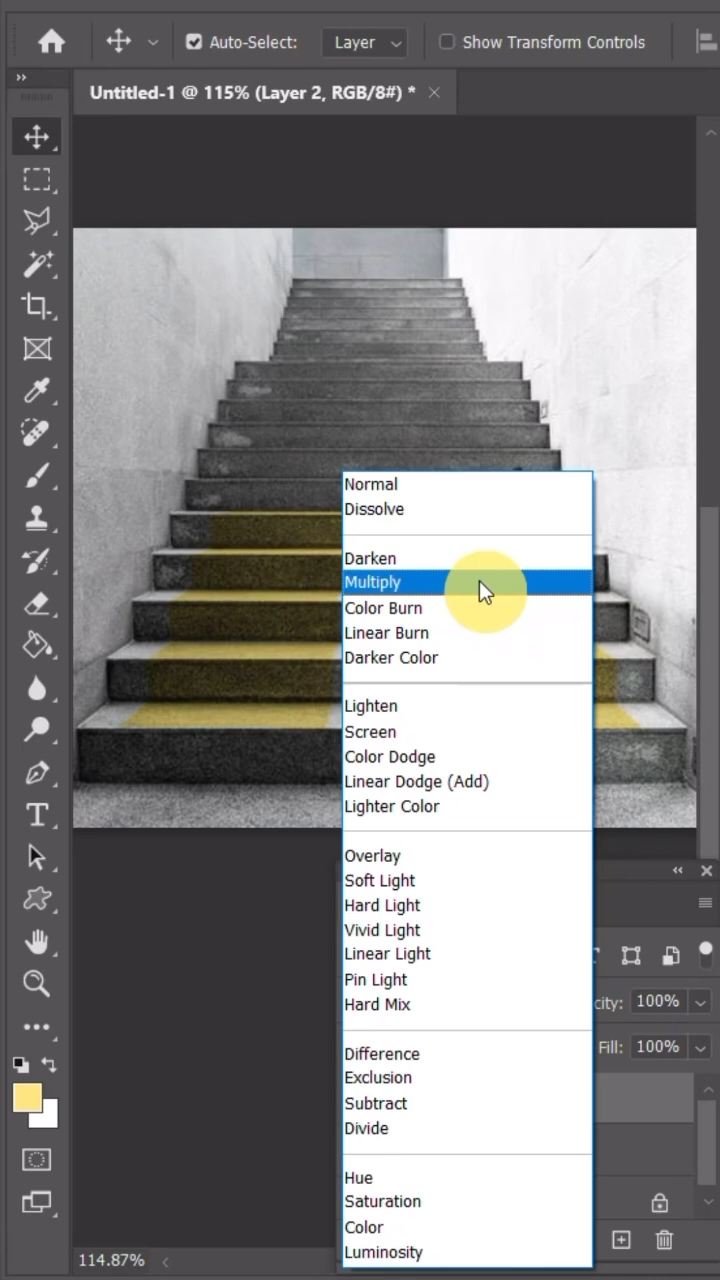 Auto-Select: Layer Show Transform Controls
Untitled-1 @ 115% (Layer 2, RGB/8#) *
Normal
Dissolve
Darken
Multiply
Color Burn
Linear Burn
Darker Color
Lighten
Screen
Color Dodge
Linear Dodge (Add)
Lighter Color
Overlay
Soft Light
Hard Light
Vivid Light
Linear Light
Pin Light
Hard Mix
city: 100%
Fill: 100%
Difference
Exclusion
Subtract
Divide
Hue
Saturation
Color
Luminosity
114.87%